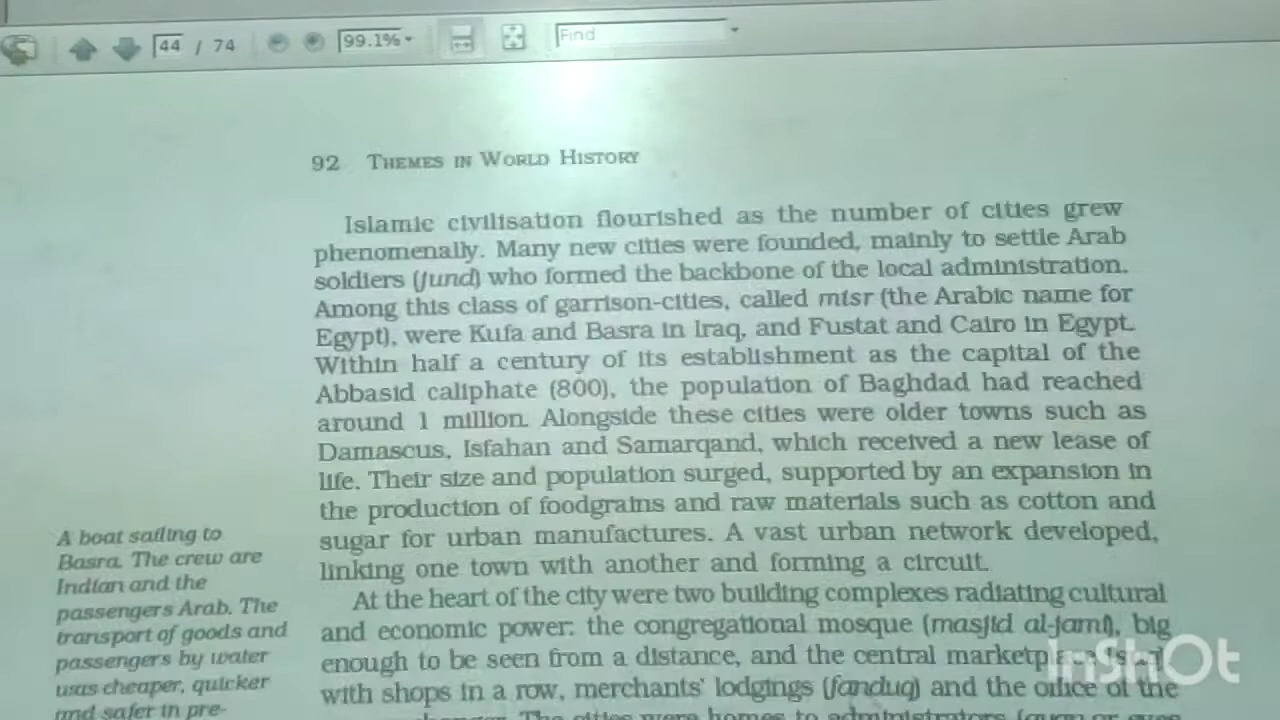 44 / 74
99.1%
Find
92 THEMES IN WORLD HISTORY
Islamic civilisation flourished as the number of cities grew
phenomenally. Many new cities were founded, mainly to settle Arab
soldiers (jund) who formed the backbone of the local administration.
Among this class of garrison-cities, called misr (the Arabic name for
Egypt), were Kufa and Basra in Iraq, and Fustat and Cairo in Egypt.
Within half a century of its establishment as the capital of the
Abbasid caliphate (800), the population of Baghdad had reached
around 1 million. Alongside these cities were older towns such as
Damascus, Isfahan and Samarqand, which received a new lease of
life. Their size and population surged, supported by an expansion in
the production of foodgrains and raw materials such as cotton and
sugar for urban manufactures. A vast urban network developed,
linking one town with another and forming a circuit.
At the heart of the city were two building complexes radiating cultural
and economic power: the congregational mosque (masjid al-jami), big
enough to be seen from a distance, and the central
with shops in a row, merchants' lodgings (fanduq) and the office of the
The cities were homes to administrators
A boat sailing to
Basra. The crew are
Indian and the
passengers Arab. The
transport of goods and
passengers by water
was cheaper, quicker
and safer in pre-
InShOt